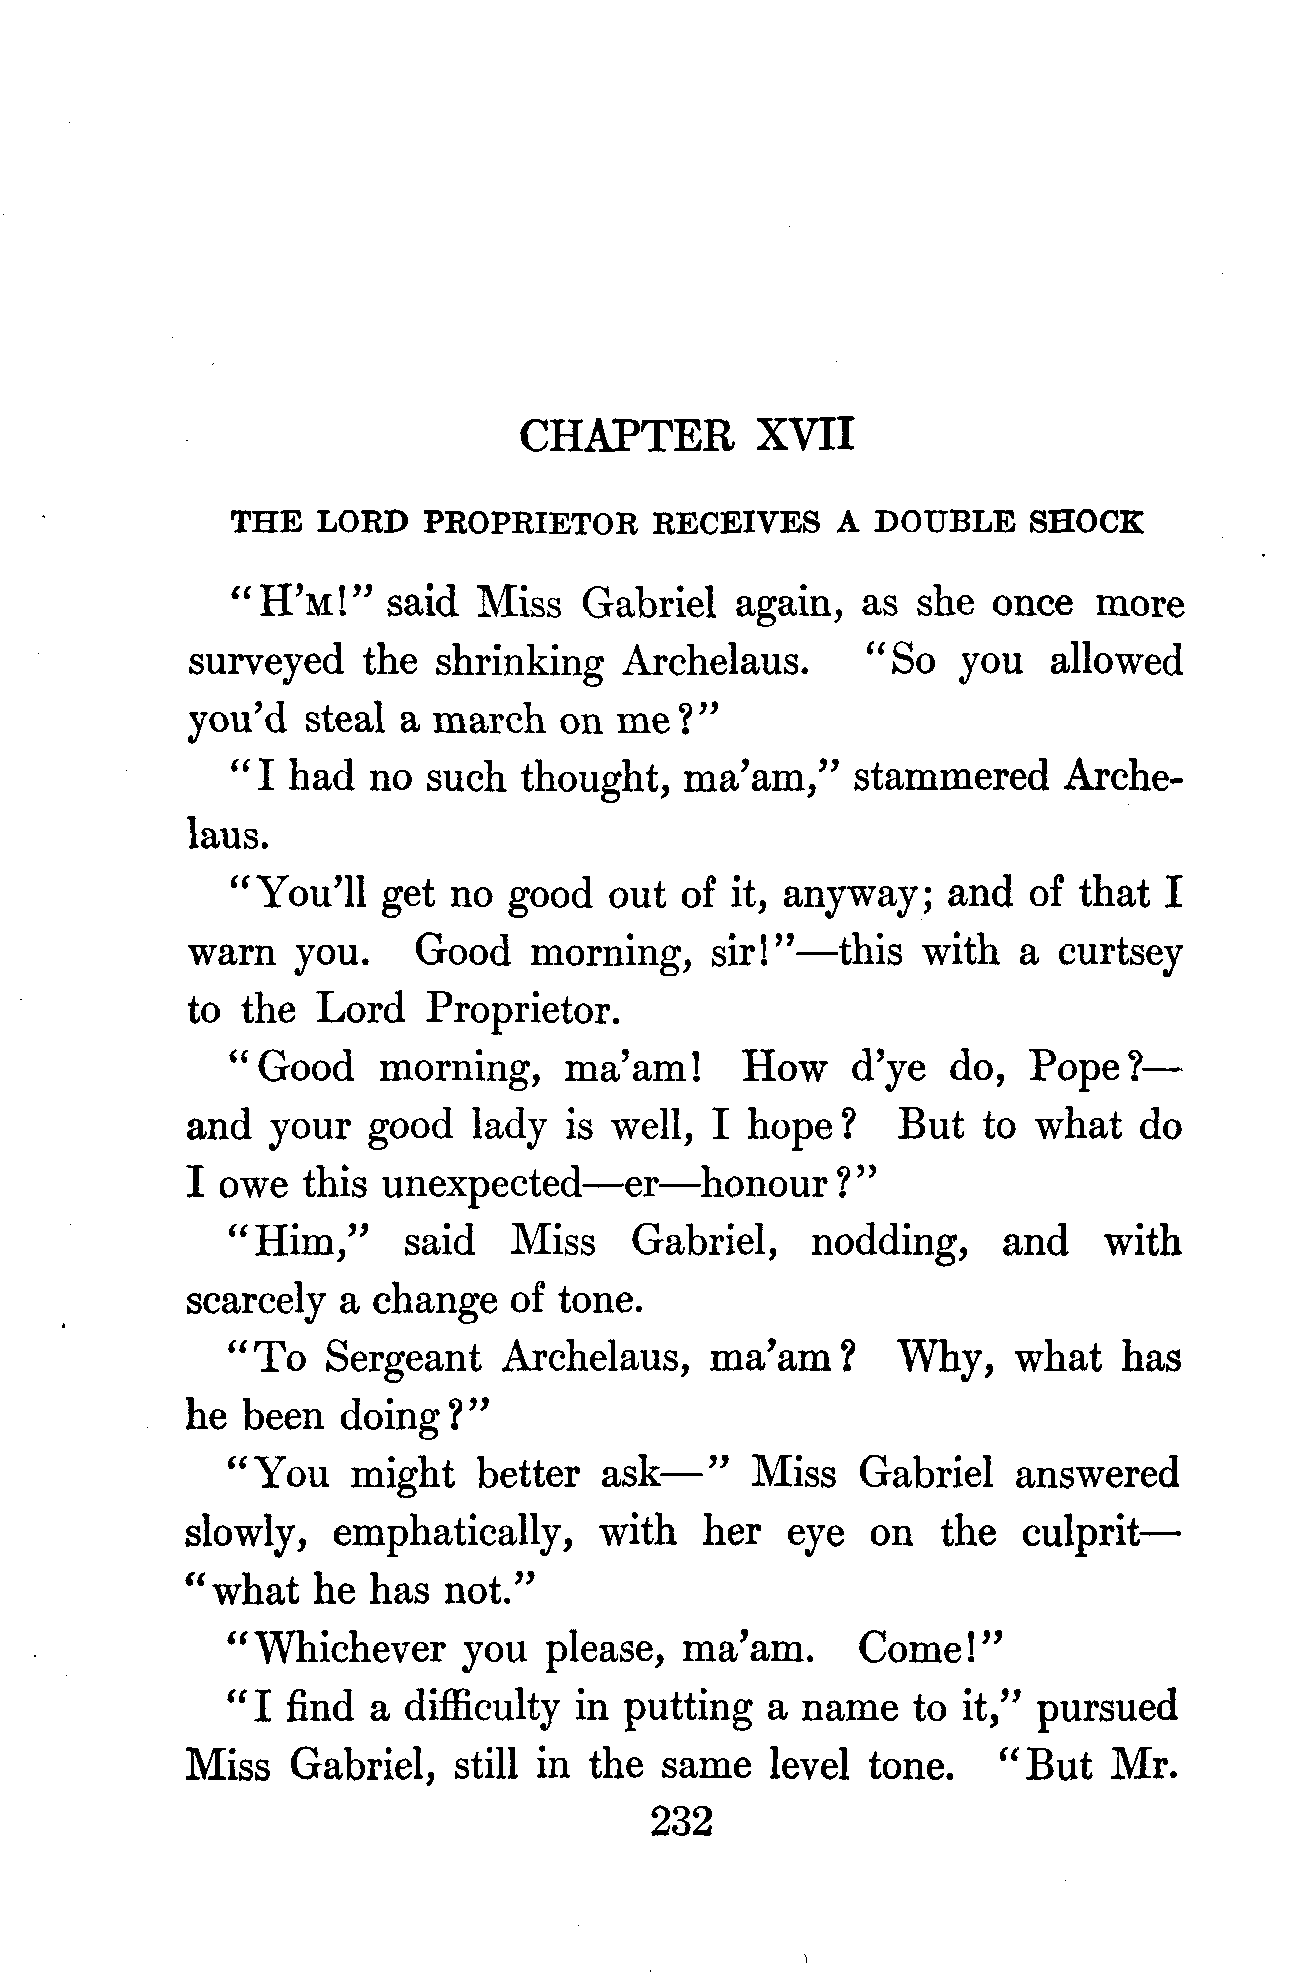 CHAPTER XVII
THE LORD PROPRIETOR RECEIVES A DOUBLE SHOCK
"H'M!" said Miss Gabriel again, as she once more
surveyed the shrinking Archelaus. "So you allowed
you'd steal a march on me?"
"I had no such thought, ma'am," stammered Arche-
laus.
"You'll get no good out of it, anyway; and of that I
warn you. Good morning, sir!"—this with a curtsey
to the Lord Proprietor.
"Good morning, ma'am! How d'ye do, Pope?—
and your good lady is well, I hope? But to what do
I owe this unexpected—er—honour?"
"Him," said Miss Gabriel, nodding, and with
scarcely a change of tone.
"To Sergeant Archelaus, ma'am? Why, what has
he been doing?"
"You might better ask—" Miss Gabriel answered
slowly, emphatically, with her eye on the culprit—
"what he has not."
"Whichever you please, ma'am. Come!"
"I find a difficulty in putting a name to it," pursued
Miss Gabriel, still in the same level tone. "But Mr.
232